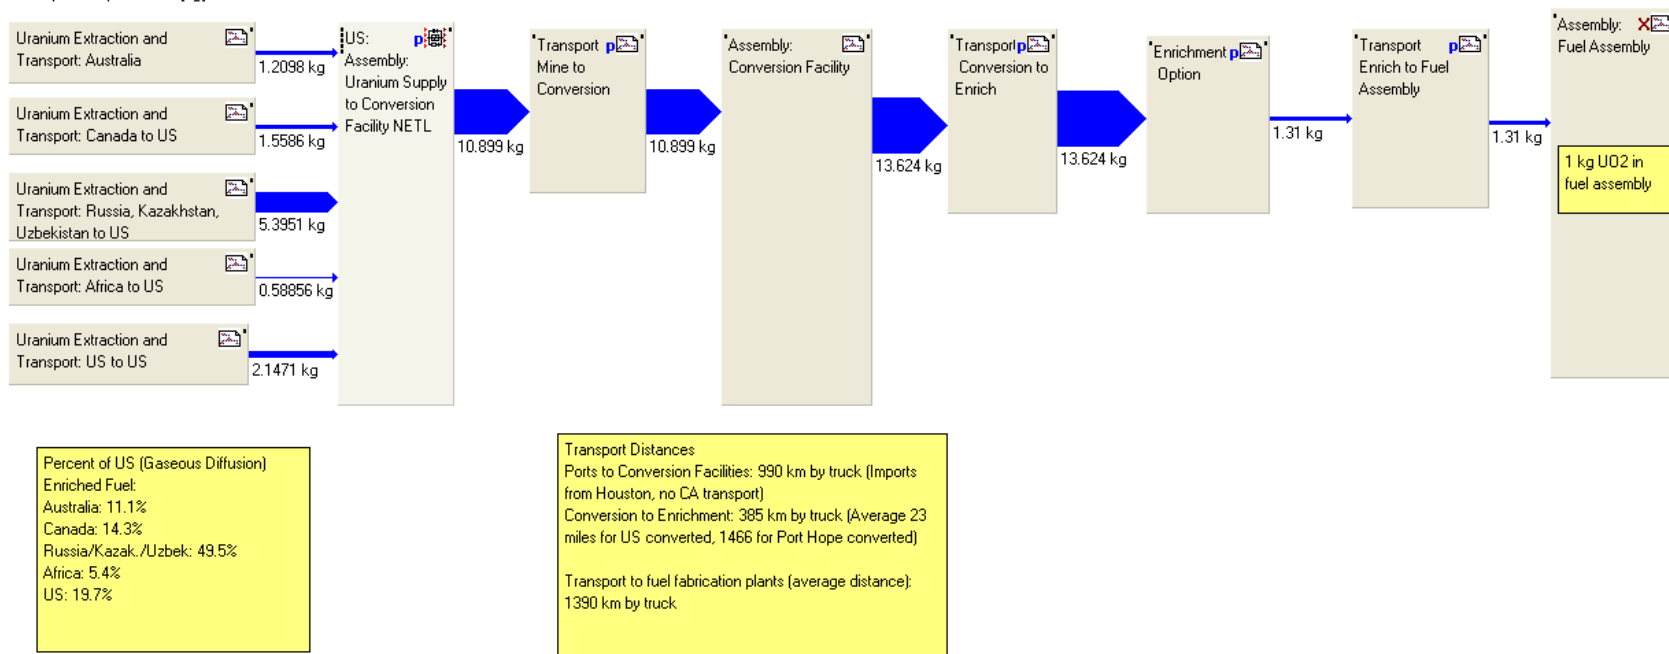 Uranium Extraction and
Transport: Australia
1.2098 kg
Uranium Extraction and
Transport: Canada to US
1.5586 kg
Uranium Extraction and
Transport: Russia, Kazakhstan,
Uzbekistan to US
5.3951 kg
Uranium Extraction and
Transport: Africa to US
0.58856 kg
Uranium Extraction and
Transport: US to US
2.1471 kg
US:
p
Assembly:
Uranium Supply
to Conversion
Facility NETL
10.899 kg
Transport p
Mine to
Conversion
10.899 kg
Assembly:
Conversion Facility
13.624 kg
Transport p
Conversion to
Enrich
13.624 kg
Enrichment p
Option
1.31 kg
Transport p
Enrich to Fuel
Assembly
1.31 kg
Assembly: X
Fuel Assembly
1 kg UO2 in
fuel assembly
Percent of US (Gaseous Diffusion)
Enriched Fuel:
Australia: 11.1%
Canada: 14.3%
Russia/Kazak./Uzbek: 49.5%
Africa: 5.4%
US: 19.7%
Transport Distances
Ports to Conversion Facilities: 990 km by truck (Imports
from Houston, no CA transport)
Conversion to Enrichment: 385 km by truck (Average 23
miles for US converted, 1466 for Port Hope converted)
Transport to fuel fabrication plants (average distance):
1390 km by truck